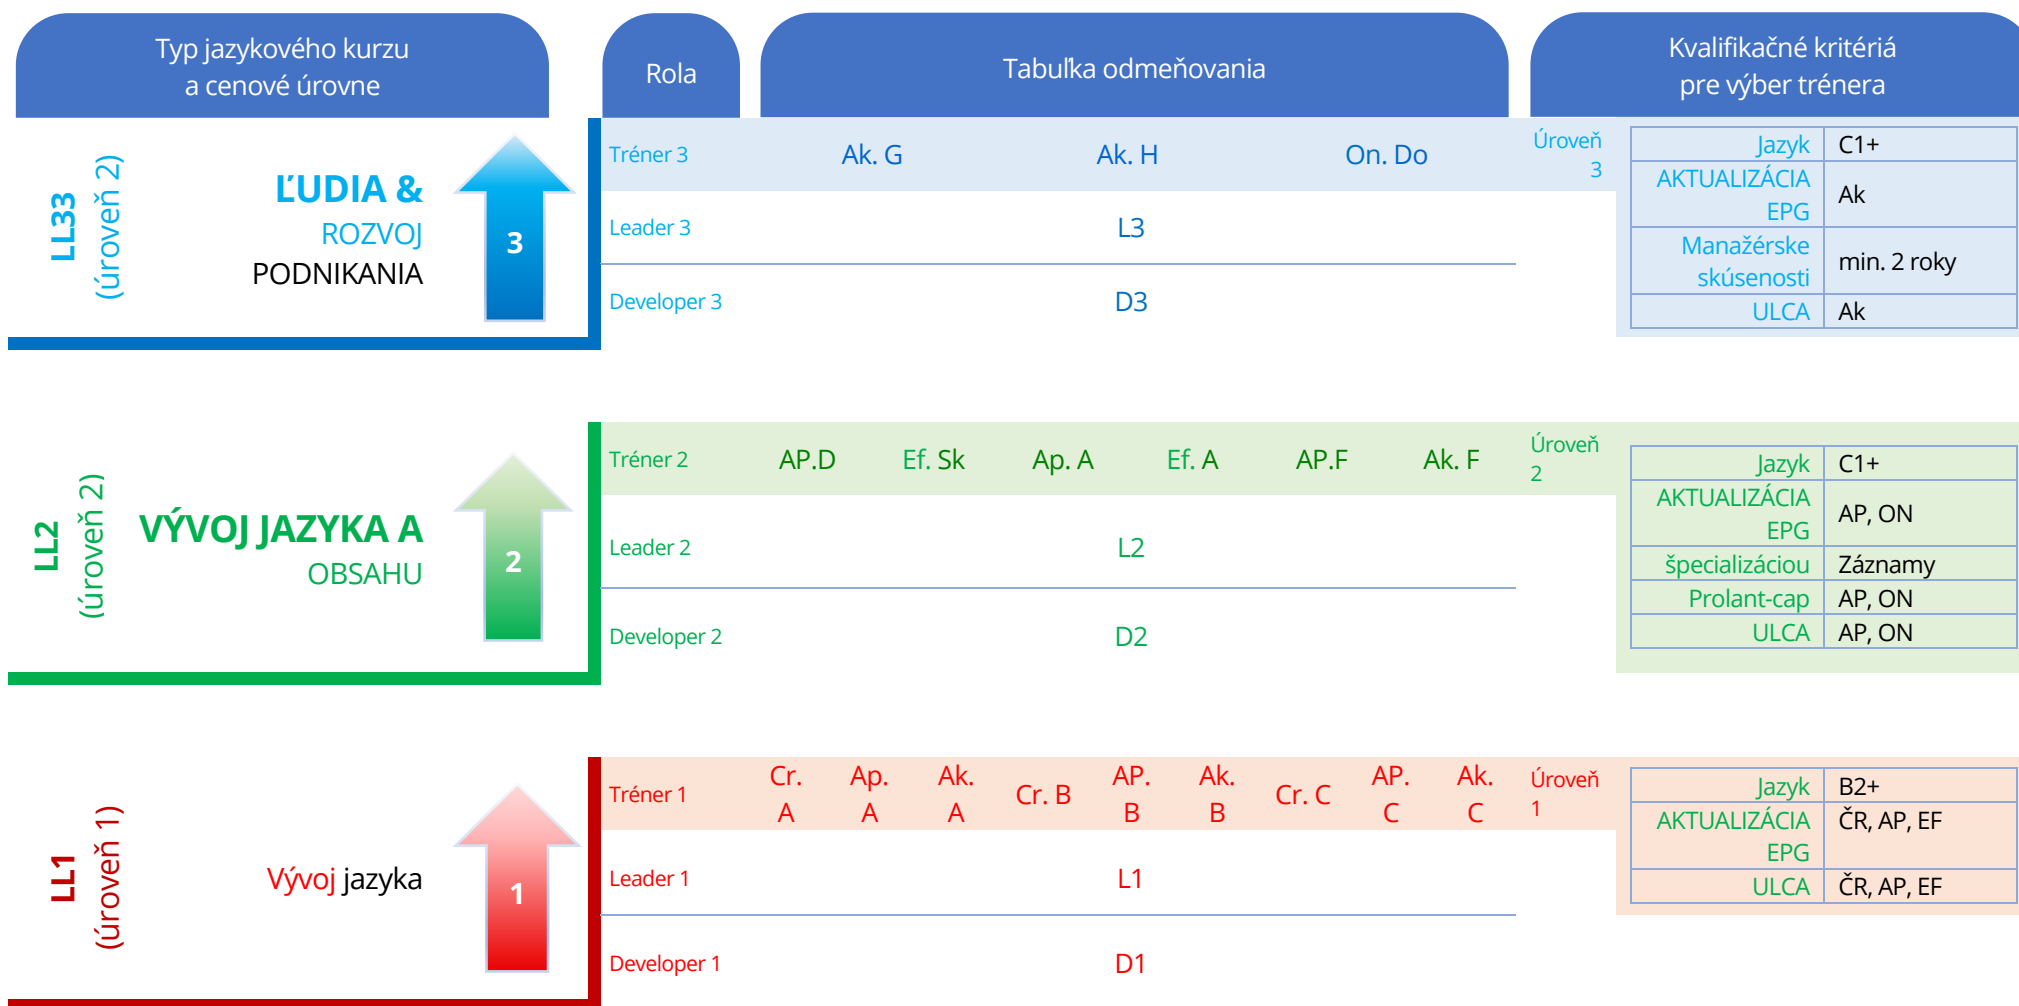 Typ jazykového kurzu
a cenové úrovne
Rola
Tabuľka odmeňovania
Kvalifikačné kritériá
pre výber trénera
LL33
(úroveň 2)
ĽUDIA &
ROZVOJ
PODNIKANIA
3
Tréner 3
Ak. G
Ak. H
On. Do
Úroveň
3
Leader 3
L3
Developer 3
D3
Jazyk C1+
AKTUALIZÁCIA
EPG
Ak
Manažérske
skúsenosti
min. 2 roky
ULCA Ak
LL2
(úroveň 2)
VÝVOJ JAZYKA A
OBSAHU
2
Tréner 2
AP.D
Ef. Sk
Ap. A
Ef. A
AP.F
Ak. F
Úroveň
2
Leader 2
L2
Developer 2
D2
Jazyk C1+
AKTUALIZÁCIA
EPG
AP, ON
špecializáciou Záznamy
Prolant-cap AP, ON
ULCA AP, ON
LL1
(úroveň 1)
Vývoj jazyka
1
Tréner 1
Cr.
A
Ap.
A
Ak.
A
Cr. B
AP.
B
Ak.
B
Cr. C
AP.
C
Ak.
C
Úroveň
1
Leader 1
L1
Developer 1
D1
Jazyk B2+
AKTUALIZÁCIA ČR, AP, EF
EPG
ULCA ČR, AP, EF